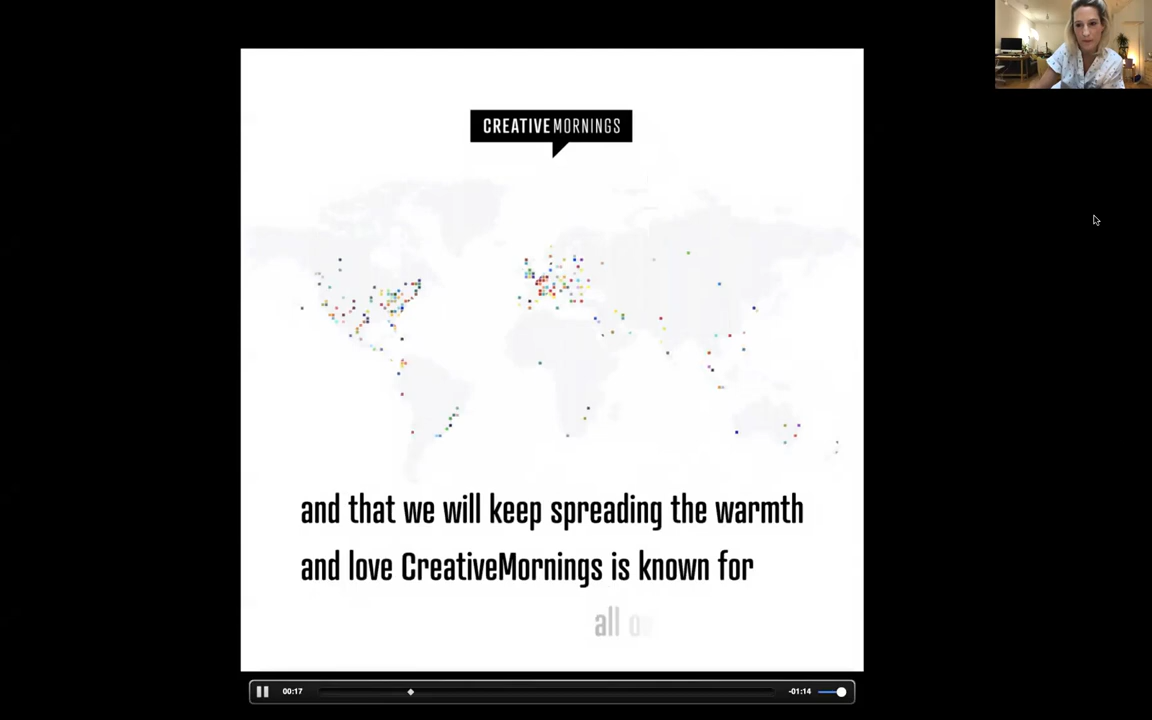 CREATIVEMORNINGS
and that we will keep spreading the warmth
and love CreativeMornings is known for
all
00:17
-01:14